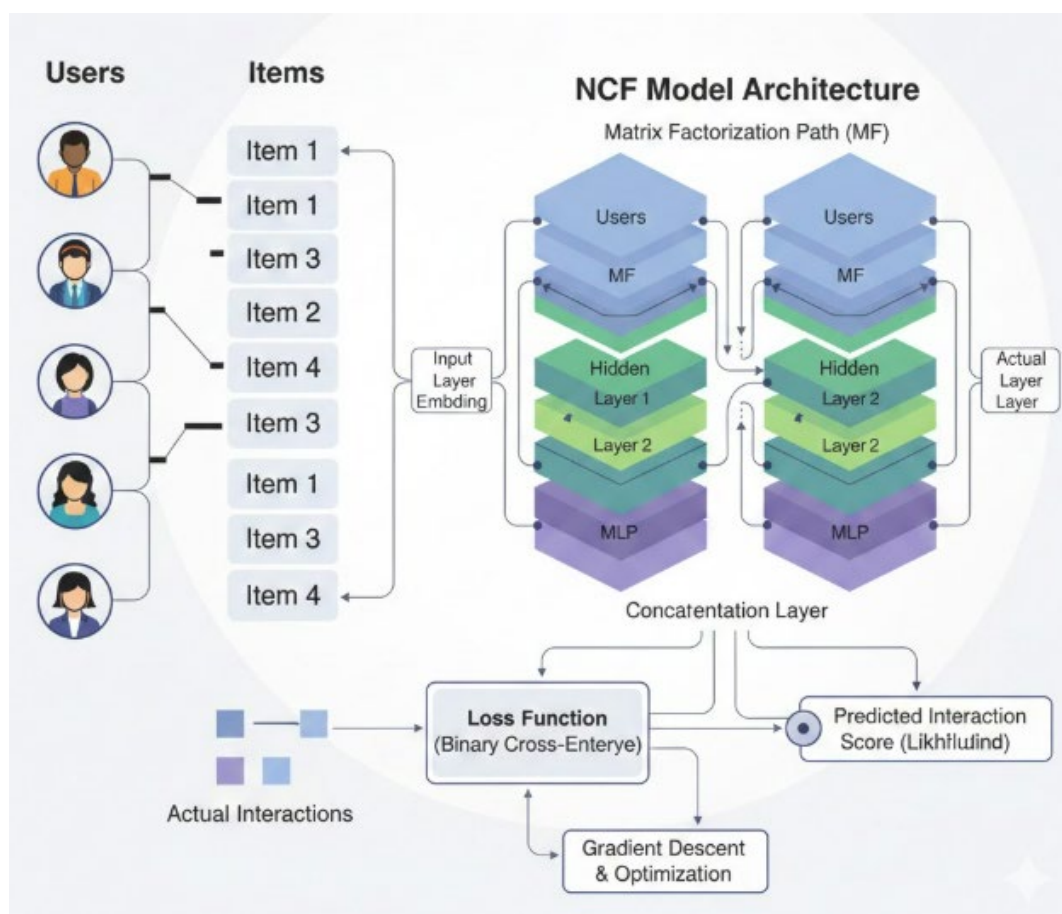 Users
Items
Item 1
Item 1
Item 3
Item 2
Item 4
Item 3
Item 1
Item 3
Item 4
NCF Model Architecture
Matrix Factorization Path (MF)
Users
MF
Hidden
Layer 1
Layer 2
MLP
Users
MF
Hidden
Layer 2
Layer 2
MLP
Input
Layer
Embding
Actual
Layer
Layer
Concatentation Layer
Loss Function
(Binary Cross-Enterye)
Predicted Interaction
Score
Actual Interactions
Gradient Descent
& Optimization